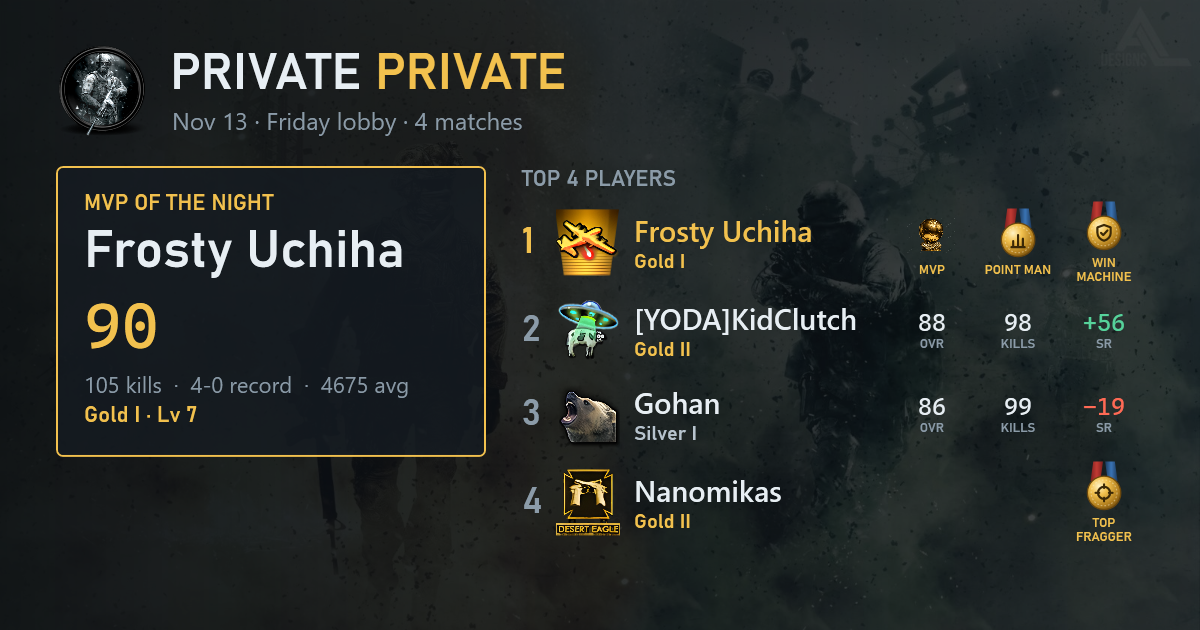 PRIVATE PRIVATE
Nov 13 · Friday lobby · 4 matches
MVP OF THE NIGHT
Frosty Uchiha
90
105 kills · 4-0 record · 4675 avg
Gold I · Lv 7
TOP 4 PLAYERS
1
Frosty Uchiha
Gold I
MVP
POINT MAN
WIN
MACHINE
2
[YODA]KidClutch
Gold II
88
OVR
98
KILLS
+56
SR
3
Gohan
Silver I
86
OVR
99
KILLS
−19
SR
4
DESERT EAGLE
Nanomikas
Gold II
TOP
FRAGGER